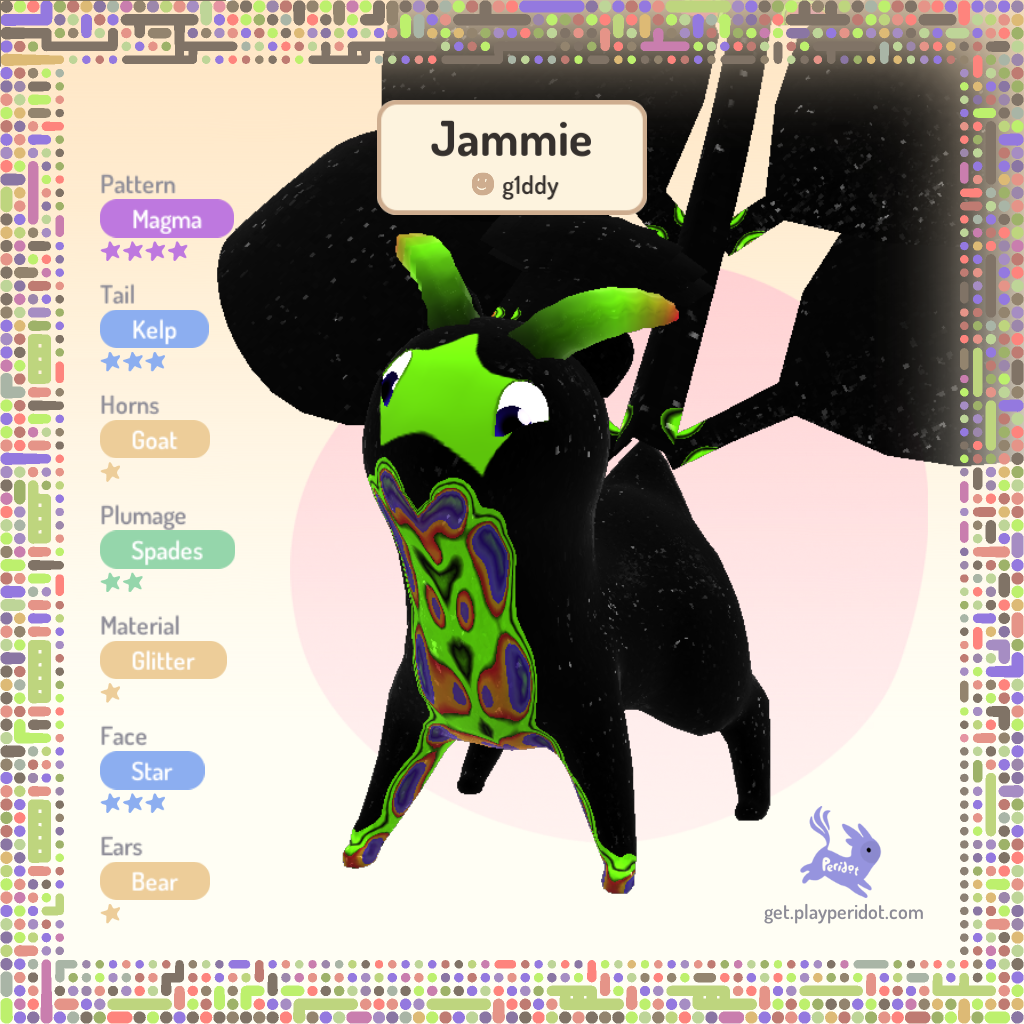 Jammie
g1ddy
Pattern
Magma
Tail
Kelp
Horns
Goat
Plumage
Spades
Material
Glitter
Face
Star
Ears
Bear
Peridot
get.playperidot.com